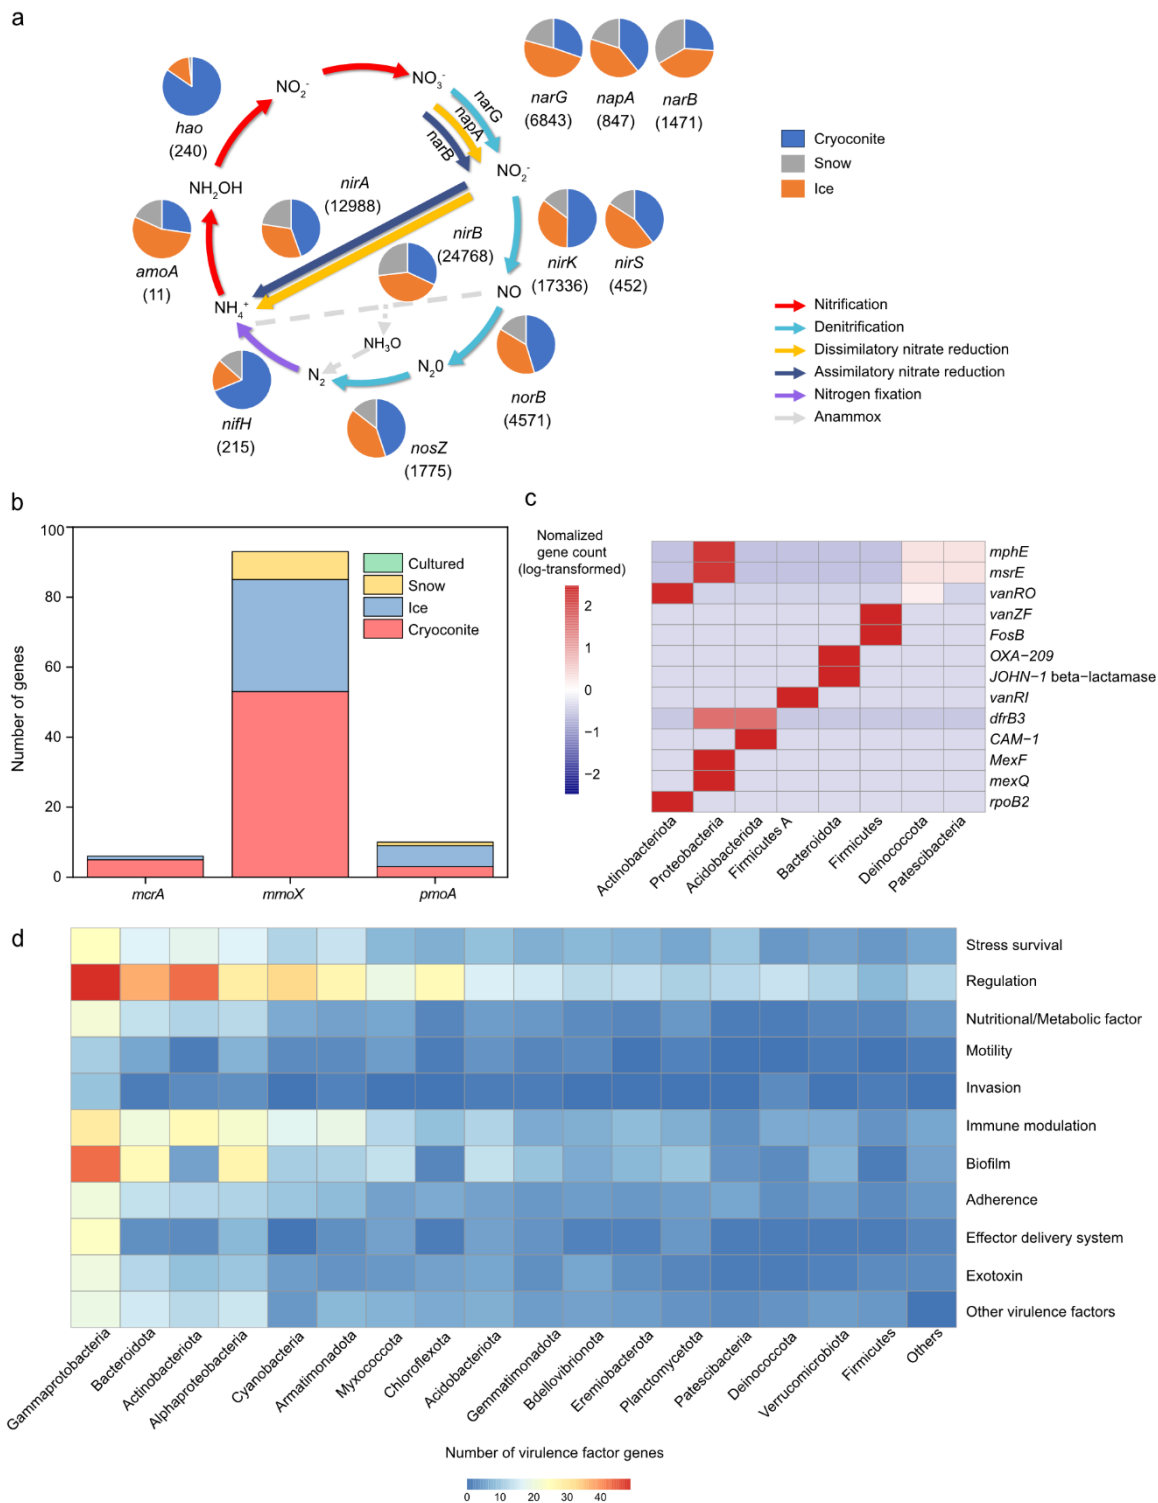 a
NO₂⁻
NO₃⁻
narG
napA
narB
narG
(6843)
napA
(847)
narB
(1471)
Cryoconite
Snow
Ice
hao
(240)
NH₂OH
NO₂⁻
nirA
(12988)
nirB
(24768)
nirK
(17336)
nirS
(452)
amoA
(11)
NH₄⁺
NO
NH₃O
N₂
N₂0
norB
(4571)
nifH
(215)
nosZ
(1775)
Nitrification
Denitrification
Dissimilatory nitrate reduction
Assimilatory nitrate reduction
Nitrogen fixation
Anammox
b
Number of genes
100
80
60
40
20
0
Cultured
Snow
Ice
Cryoconite
mcrA
mmoX
pmoA
c
Nomalized
gene count
(log-transformed)
2
1
0
−1
−2
mphE
msrE
vanRO
vanZF
FosB
OXA−209
JOHN−1 beta−lactamase
vanRI
dfrB3
CAM−1
MexF
mexQ
rpoB2
Actinobacteriota
Proteobacteria
Acidobacteriota
Firmicutes A
Bacteroidota
Firmicutes
Deinococcota
Patescibacteria
d
Stress survival
Regulation
Nutritional/Metabolic factor
Motility
Invasion
Immune modulation
Biofilm
Adherence
Effector delivery system
Exotoxin
Other virulence factors
Gammaprotobacteria
Bacteroidota
Actinobacteriota
Alphaproteobacteria
Cyanobacteria
Armatimonadota
Myxococcota
Chloroflexota
Acidobacteriota
Gemmatimonadota
Bdellovibrionota
Eremiobacterota
Planctomycetota
Patescibacteria
Deinococcota
Verrucomicrobiota
Firmicutes
Others
Number of virulence factor genes
0
10
20
30
40